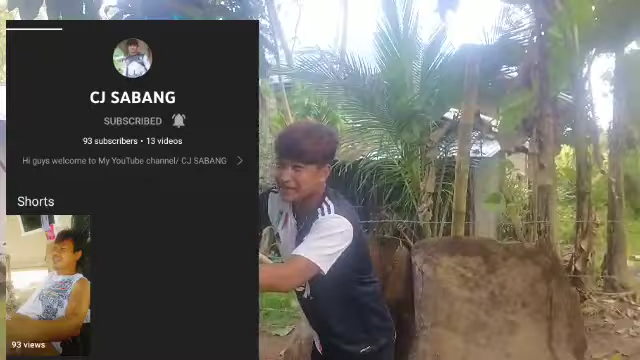 CJ SABANG
SUBSCRIBED
93 subscribers • 13 videos
Hi guys welcome to My YouTube channel/ CJ SABANG
Shorts
93 views